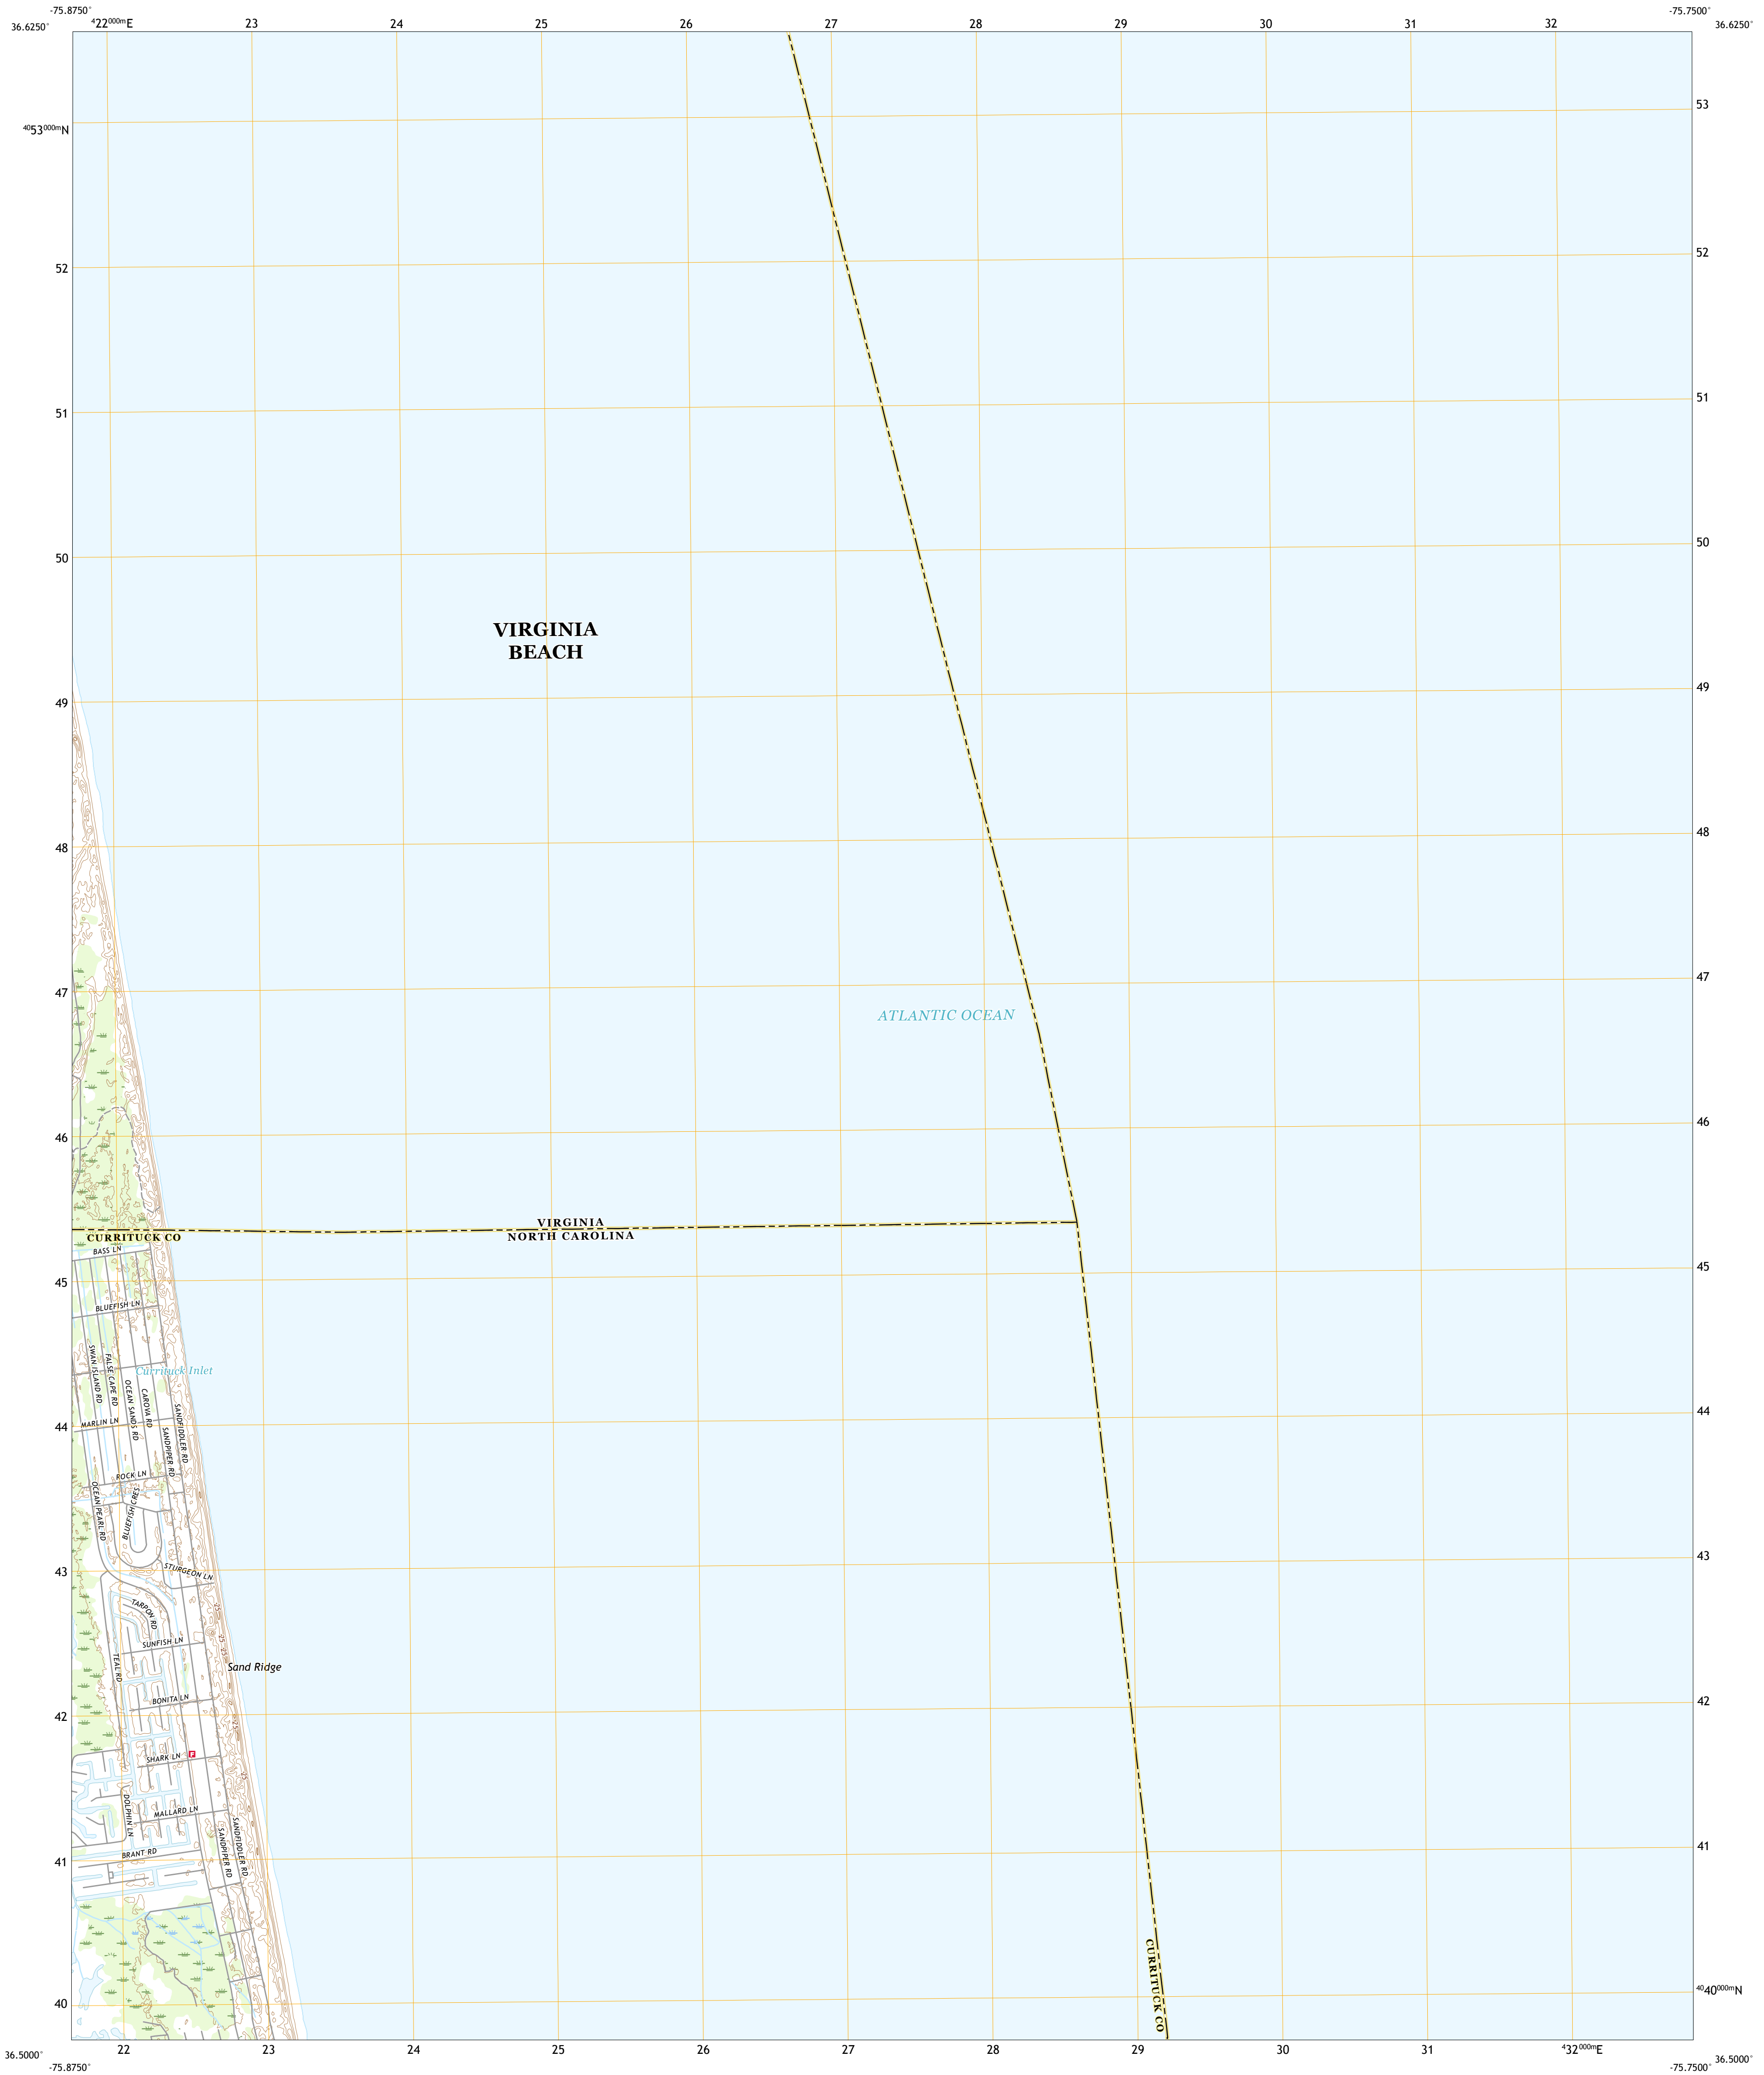 -75.8750°
-75.7500°
36.6250°
⁴22⁰⁰⁰ᵐE
23
24
25
26
27
28
29
30
31
32
36.6250°
⁴⁰53⁰⁰⁰ᵐN
53
52
52
51
51
50
50
VIRGINIA
BEACH
49
49
48
48
47
47
ATLANTIC OCEAN
46
46
VIRGINIA
CURRITUCK CO
NORTH CAROLINA
BASS LN
45
45
BLUEFISH LN
SWAN ISLAND RD
FALSE CAPE RD
Currituck Inlet
OCEAN SANDS RD
CAROVA RD
SANDFIDDLER RD
44
MARLIN LN
44
SANDPIPER RD
ROCK LN
OCEAN PEARL RD
BLUEFISH CRES
43
STURGEON LN
43
TARPON RD
25
25
25
SUNFISH LN
TEAL RD
Sand Ridge
BONITA LN
42
42
25
SHARK LN
F
25
DOLPHIN LN
MALLARD LN
SANDPIPER RD
SANDFIDDLER RD
BRANT RD
41
41
CURRITUCK CO
40
⁴⁰40⁰⁰⁰ᵐN
36.5000°
22
23
24
25
26
27
28
29
30
31
⁴32⁰⁰⁰ᵐE
36.5000°
-75.8750°
-75.7500°